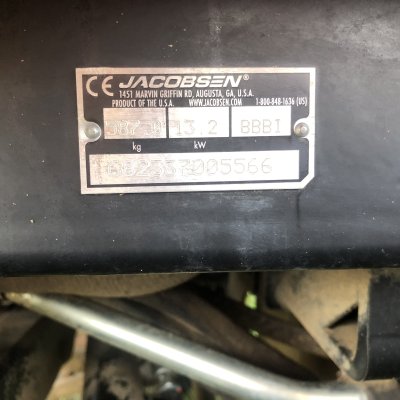 CE JACOBSEN®
1451 MARVIN GRIFFIN RD, AUGUSTA, GA, U.S.A.
PRODUCT OF THE U.S.A. WWW.JACOBSEN.COM 1-800-848-1636 (US)
13.2 BBBI
kg kW